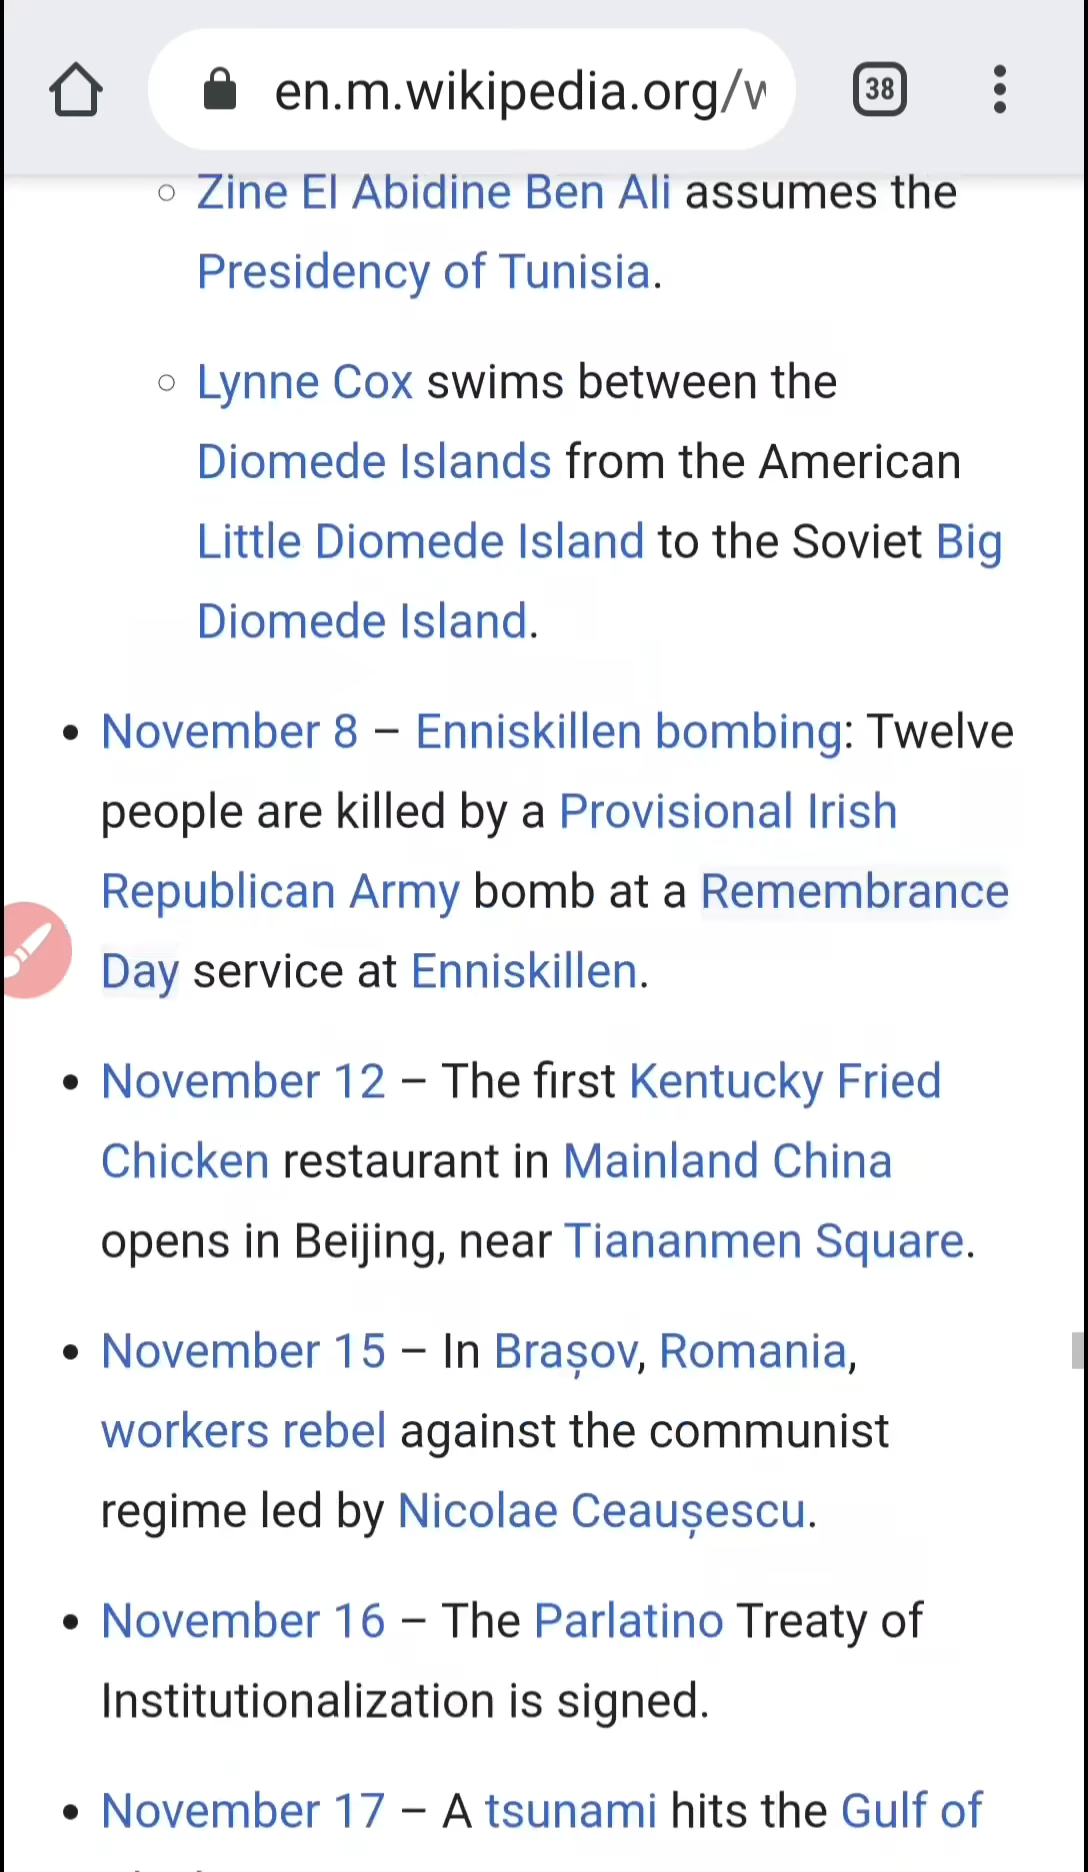 en.m.wikipedia.org/w
38
Zine El Abidine Ben Ali assumes the
Presidency of Tunisia.
Lynne Cox swims between the
Diomede Islands from the American
Little Diomede Island to the Soviet Big
Diomede Island.
November 8 – Enniskillen bombing: Twelve
people are killed by a Provisional Irish
Republican Army bomb at a Remembrance
Day service at Enniskillen.
November 12 – The first Kentucky Fried
Chicken restaurant in Mainland China
opens in Beijing, near Tiananmen Square.
November 15 – In Brașov, Romania,
workers rebel against the communist
regime led by Nicolae Ceaușescu.
November 16 – The Parlatino Treaty of
Institutionalization is signed.
November 17 – A tsunami hits the Gulf of